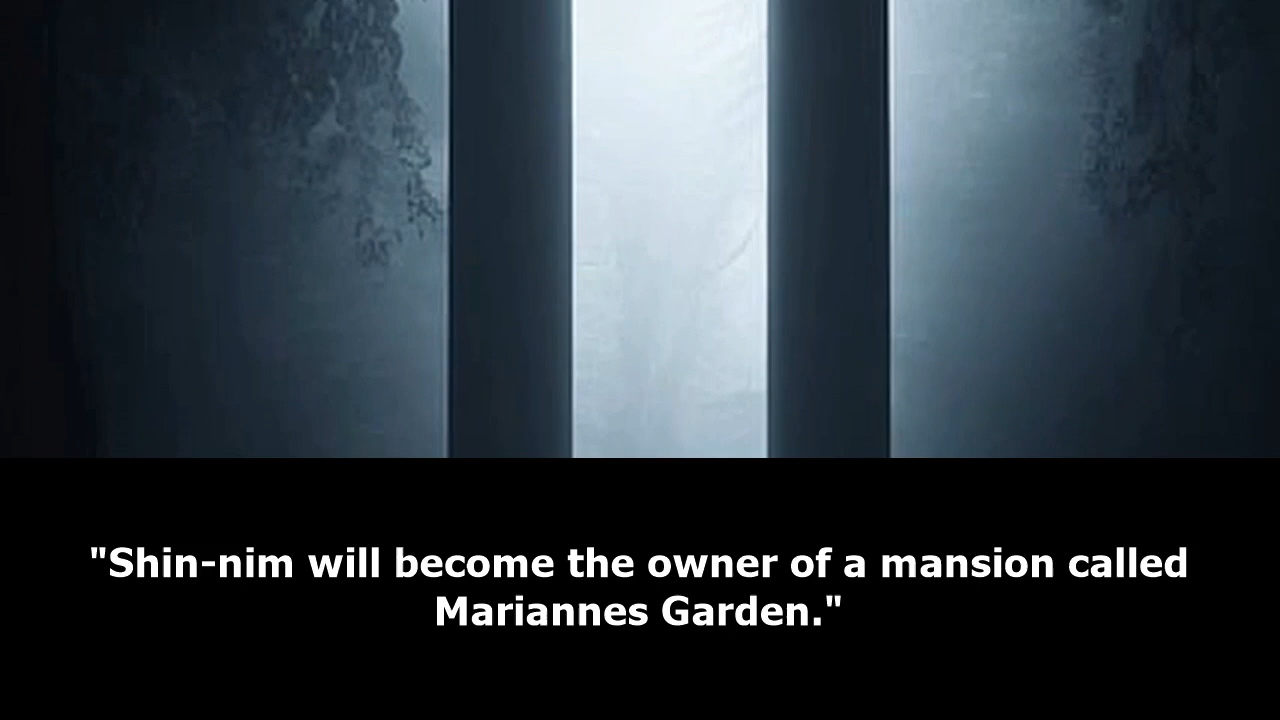 "Shin-nim will become the owner of a mansion called
Mariannes Garden."